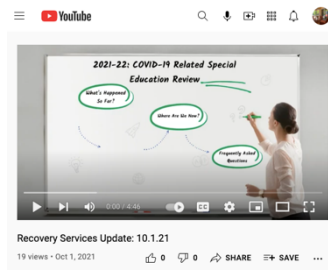 YouTube
2021-22: COVID-19 Related Special
Education Review
What's Happened
So Far?
Where Are We Now?
Frequently Asked
Questions
0:00 / 4:46
CC
Recovery Services Update: 10.1.21
19 views • Oct 1, 2021
0
0
SHARE
SAVE